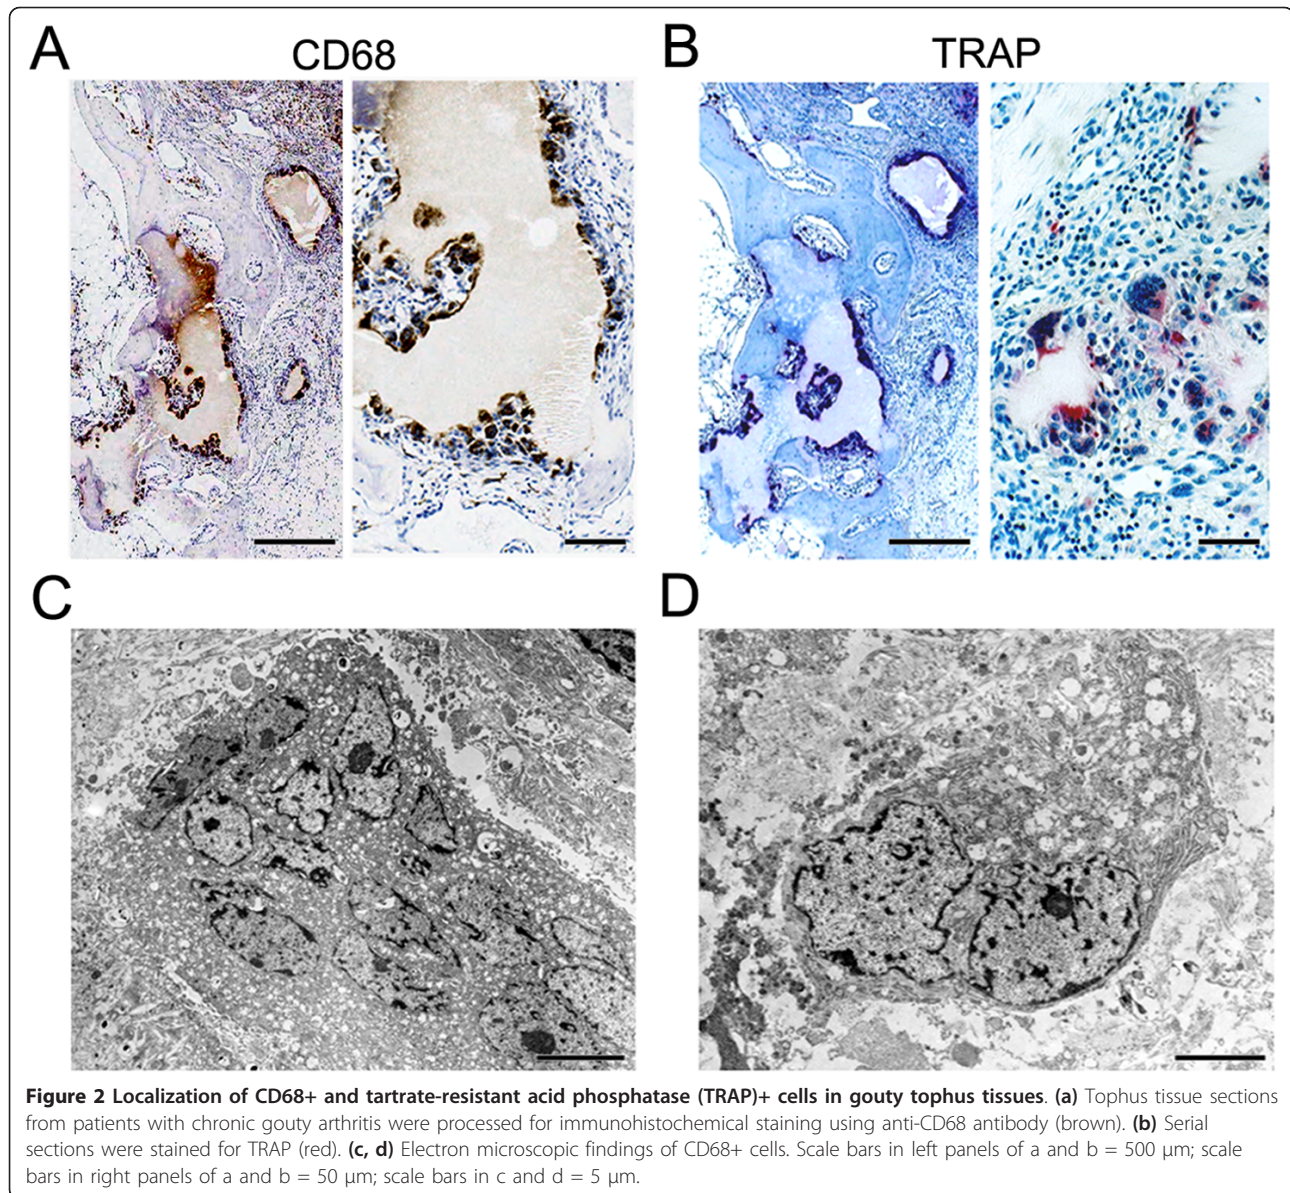 A
CD68
B
TRAP
C
D
Figure 2 Localization of CD68+ and tartrate-resistant acid phosphatase (TRAP)+ cells in gouty tophus tissues. (a) Tophus tissue sections
from patients with chronic gouty arthritis were processed for immunohistochemical staining using anti-CD68 antibody (brown). (b) Serial
sections were stained for TRAP (red). (c, d) Electron microscopic findings of CD68+ cells. Scale bars in left panels of a and b = 500 μm; scale
bars in right panels of a and b = 50 μm; scale bars in c and d = 5 μm.